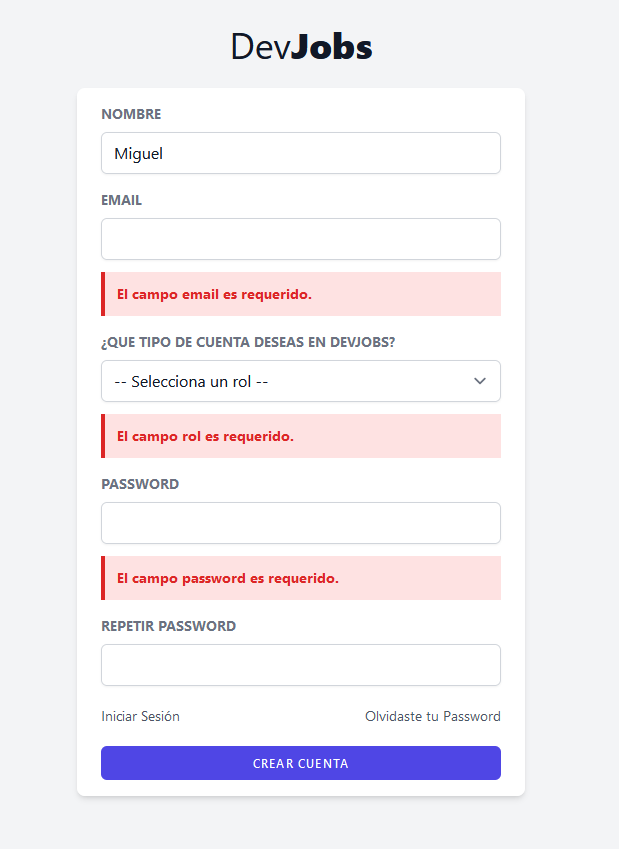 DevJobs
NOMBRE
Miguel
EMAIL
El campo email es requerido.
¿QUE TIPO DE CUENTA DESEAS EN DEVJOBS?
-- Selecciona un rol --
El campo rol es requerido.
PASSWORD
El campo password es requerido.
REPETIR PASSWORD
Iniciar Sesión Olvidaste tu Password
CREAR CUENTA